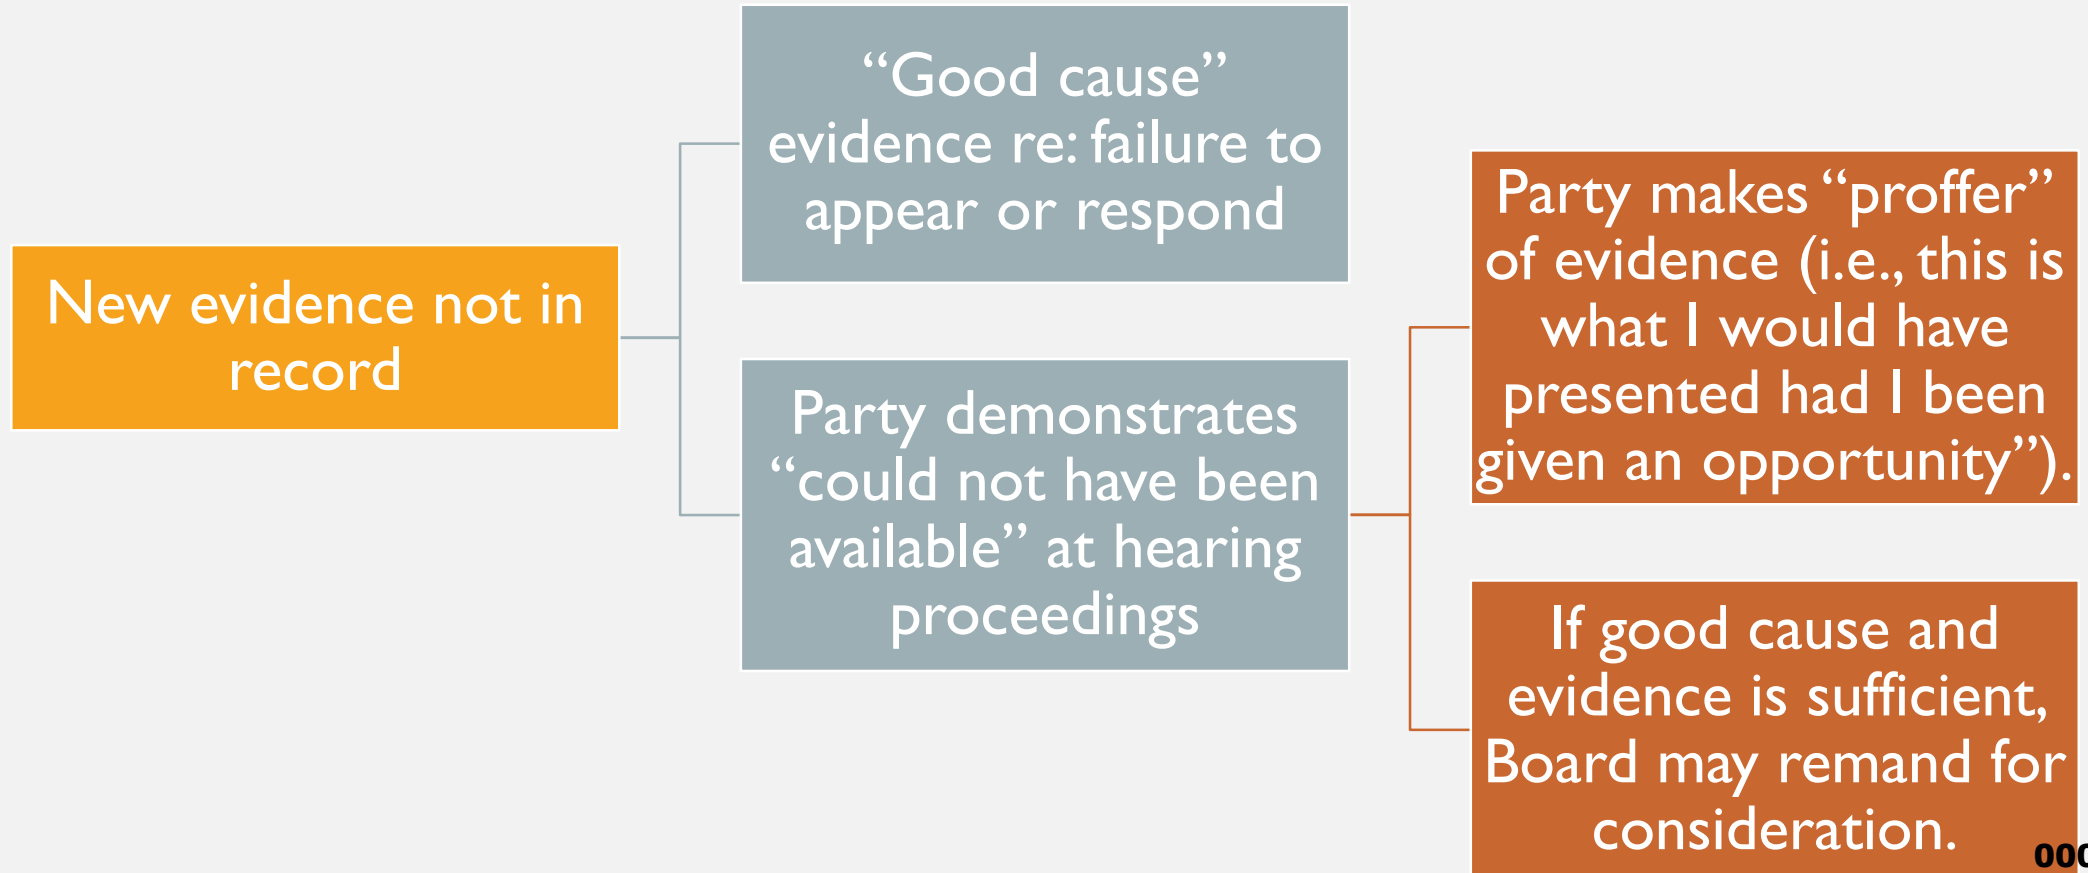 New evidence not in
record
“Good cause”
evidence re: failure to
appear or respond
Party demonstrates
“could not have been
available” at hearing
proceedings
Party makes “proffer”
of evidence (i.e., this is
what I would have
presented had I been
given an opportunity”).
If good cause and
evidence is sufficient,
Board may remand for
consideration.
000